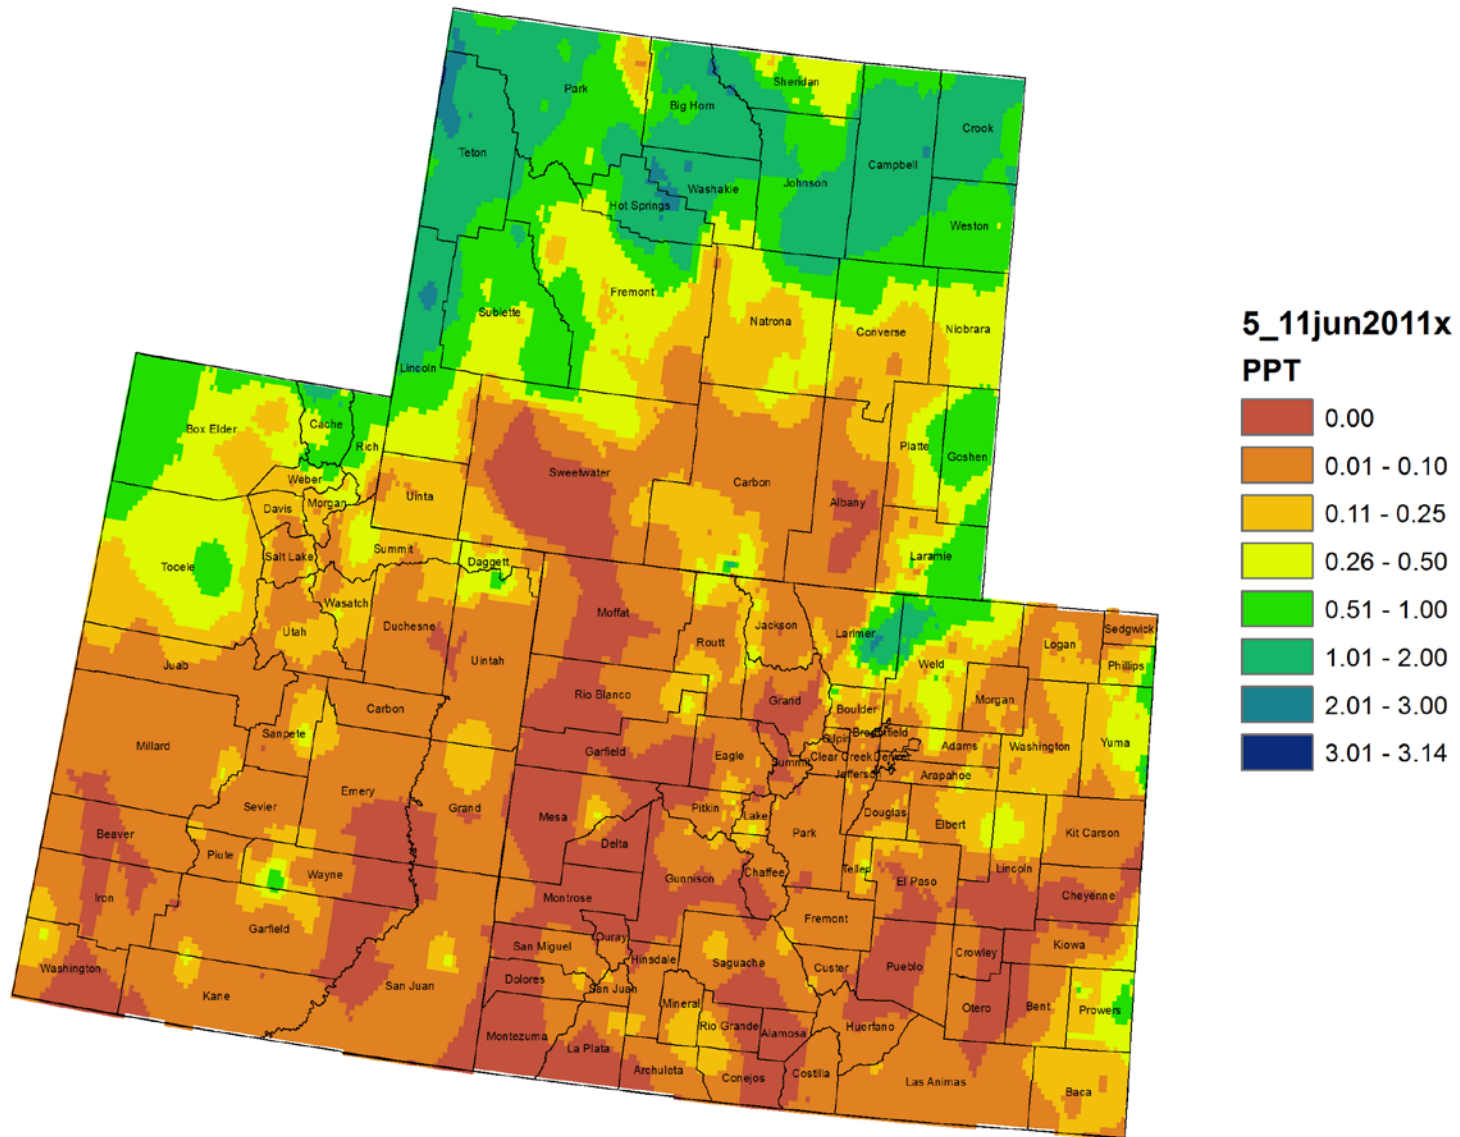 Park
Sheridan
Big Horn
Crook
Teton
Campbell
Johnson
Washakie
Hot Springs
Weston
Fremont
Sublette
Natrona
Converse
Niobrara
Lincoln
Box Elder
Cache
Rich
Platte
Goshen
Sweetwater
Carbon
Weber
Uinta
Albany
Davis
Morgan
Salt Lake
Summit
Daggett
Laramie
Tooele
Wasatch
Moffat
Jackson
Duchesne
Utah
Larimer
Routt
Logan
Sedgwick
Uintah
Weld
Phillips
Juab
Rio Blanco
Grand
Morgan
Carbon
Boulder
Sanpete
Gilpin
Broomfield
Millard
Garfield
Eagle
Adams
Washington
Yuma
Summit
Clear Creek
Denver
Jefferson
Arapahoe
Emery
Sevier
Grand
Mesa
Pitkin
Lake
Douglas
Elbert
Park
Kit Carson
Beaver
Delta
Piute
Wayne
Teller
Lincoln
Gunnison
Chaffee
El Paso
Iron
Montrose
Cheyenne
Garfield
Fremont
San Miguel
Ouray
Crowley
Kiowa
Hinsdale
Saguache
Custer
Pueblo
Washington
Dolores
San Juan
San Juan
Kane
Mineral
Otero
Bent
Prowers
Rio Grande
Alamosa
Huerfano
Montezuma
La Plata
Archuleta
Conejos
Costilla
Las Animas
Baca
5_11jun2011x
PPT
0.00
0.01 - 0.10
0.11 - 0.25
0.26 - 0.50
0.51 - 1.00
1.01 - 2.00
2.01 - 3.00
3.01 - 3.14